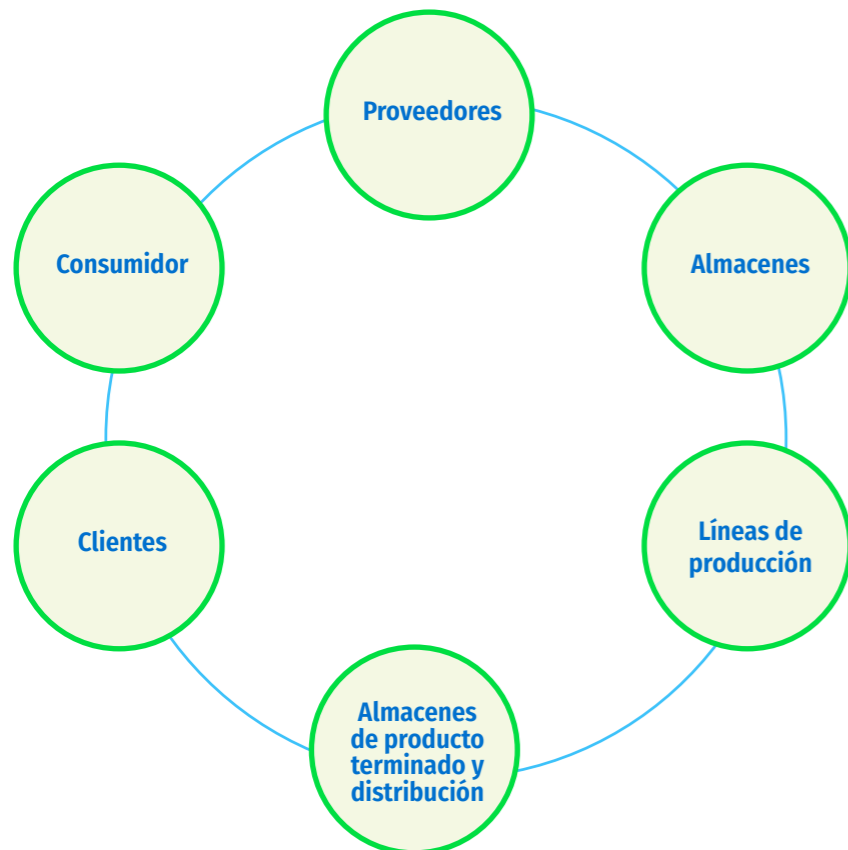 Proveedores
Almacenes
Líneas de
producción
Almacenes
de producto
terminado y
distribución
Clientes
Consumidor